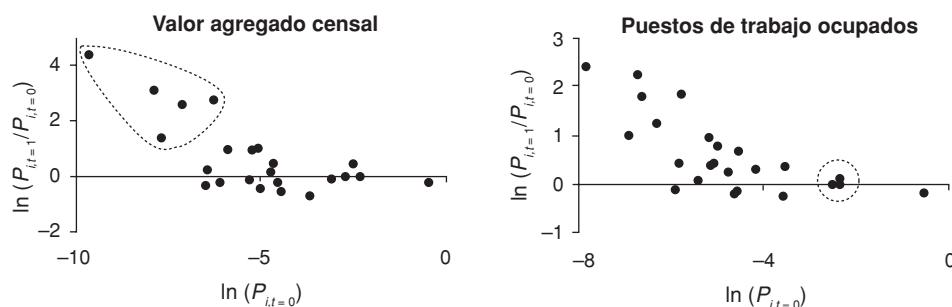 Valor agregado censal
ln (P_{i,t=1}/P_{i,t=0})
4
2
0
−2
−10
−5
0
ln (P_{i,t = 0})
Puestos de trabajo ocupados
ln (P_{i,t=1}/P_{i,t=0})
3
2
1
0
−1
−8
−4
0
ln (P_{i,t = 0})